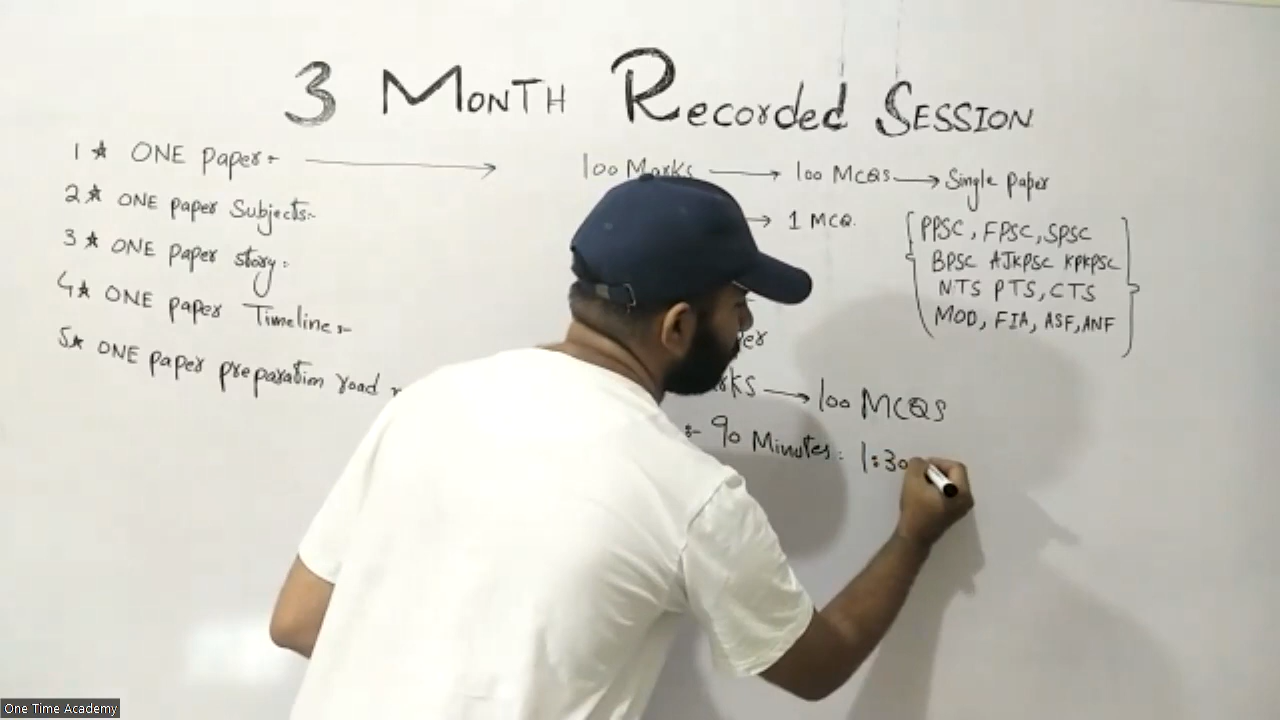 3 MONTH RECORDED SESSION
1 ★ ONE paper:-
100 Marks → 100 MCQS → Single paper
2 ★ ONE paper Subjects:-
→ 1 MCQ.
3 ★ ONE paper story:
4 ★ ONE paper Timeline:-
5 ★ ONE paper preparation road
{ PPSC, FPSC, SPSC
BPSC AJKPSC KPKPSC
NTS PTS, CTS
MOD, FIA, ASF, ANF }
→ 100 MCQS
:- 90 Minutes: 1:30
One Time Academy